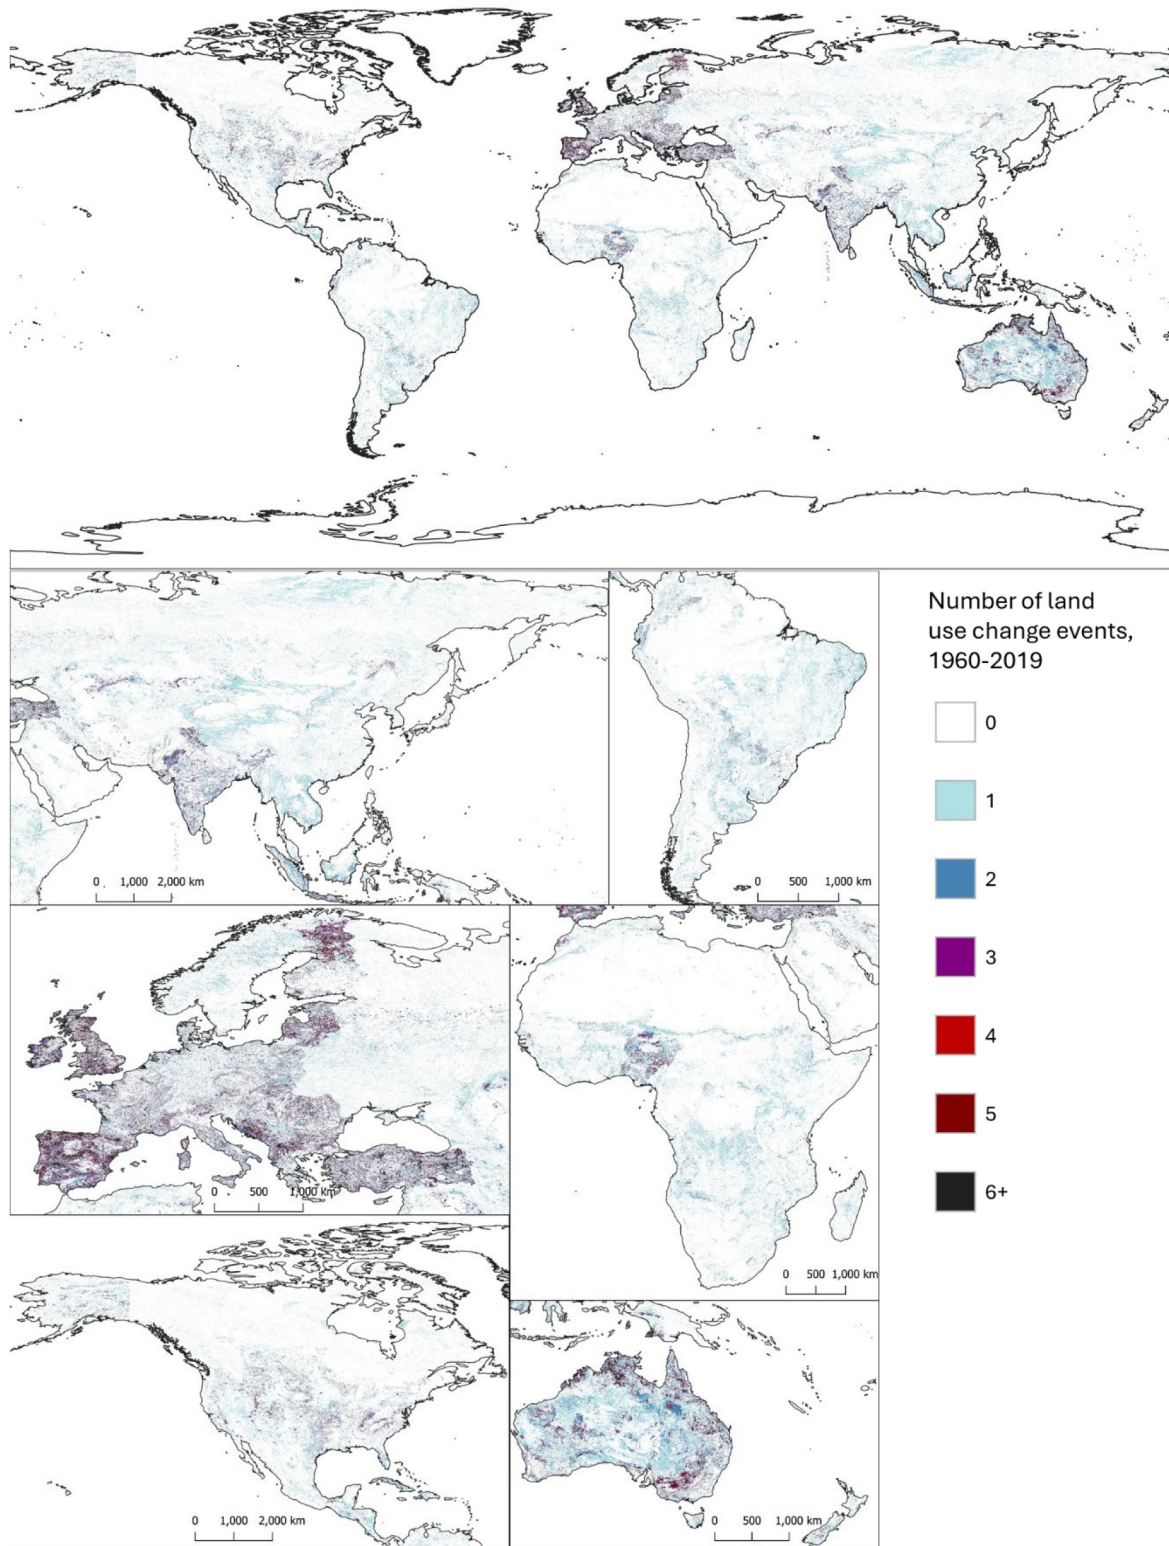 Number of land
use change events,
1960-2019
0
1
2
3
4
5
6+
0 1,000 2,000 km
0 500 1,000 km
0 500 1,000 km
0 500 1,000 km
0 1,000 2,000 km
0 500 1,000 km